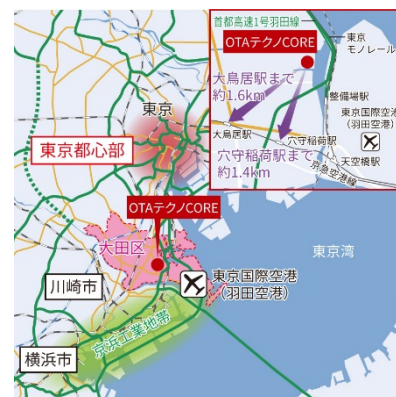 首都高速1号羽田線
OTAテクノCORE
東京
モノレール
大鳥居駅まで
約1.6km
整備場駅
東京国際空港
（羽田空港）
大鳥居駅
穴守稲荷駅
天空橋駅
穴守稲荷駅まで
約1.4km
京急空港線
東京
東京都心部
OTAテクノCORE
大田区
東京湾
川崎市
東京国際空港
（羽田空港）
京浜工業地帯
横浜市